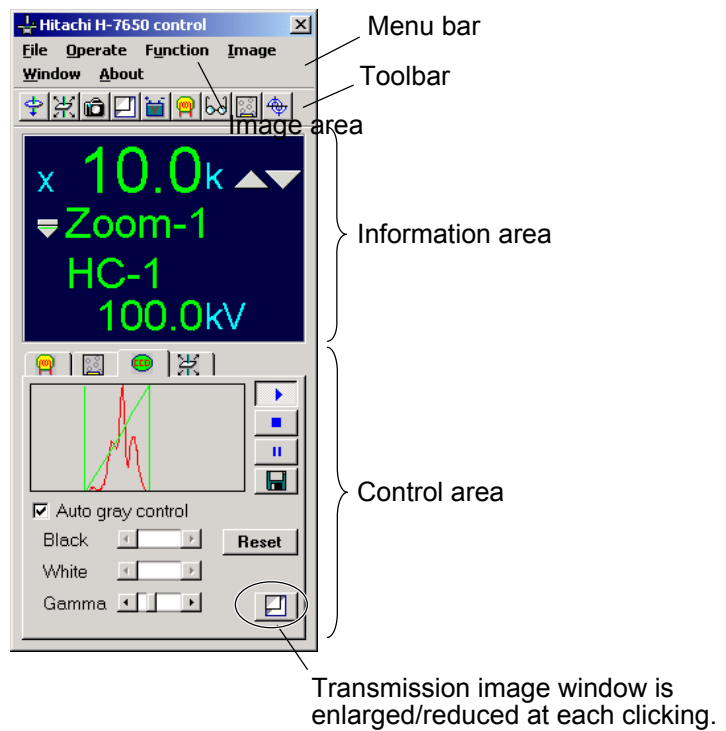 Hitachi H-7650 control
File Operate Function Image
Window About
Menu bar
Toolbar
Image area
x 10.0k
Zoom-1
HC-1
100.0kV
Information area
CCD
Auto gray control
Black
Reset
White
Gamma
Control area
Transmission image window is
enlarged/reduced at each clicking.